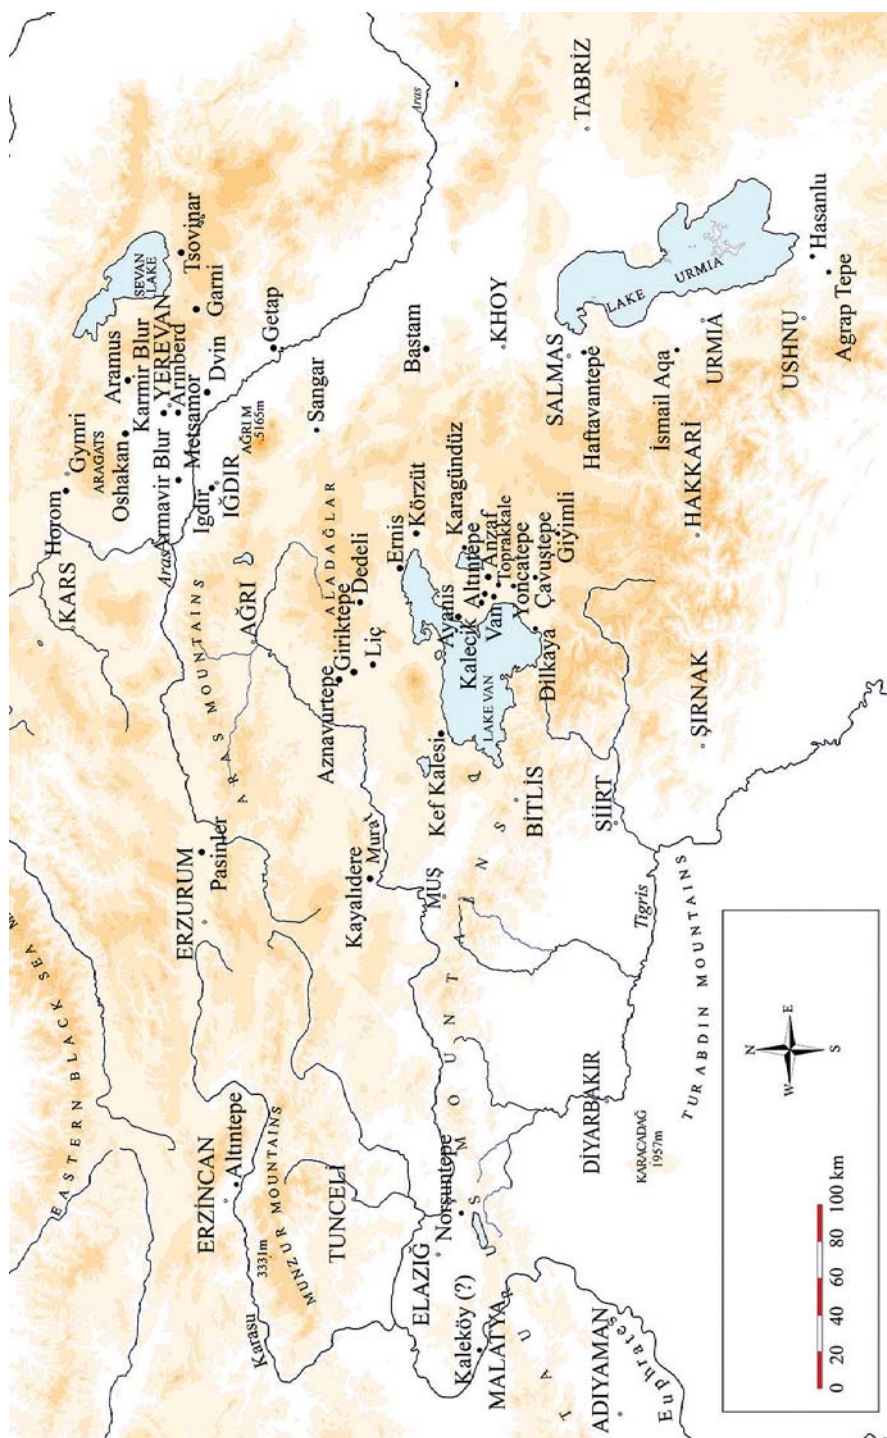 EASTERN BLACK SEA
KARS
Horom
Gymri
ARAGATS
Oshakan
Aramus
Karmir Blur
YEREVAN
Arinberd
SEVAN
LAKE
Tsovinar
Garni
Dvin
Metsamor
Armavir Blur
Aras
Igdir
IĞDIR
AĞRI M
5165m
Getap
Sangar
Aras
ERZURUM
Pasinler
ARAS MOUNTAINS
AĞRI
ALADAĞLAR
ERZİNCAN
Altıntepe
Karasu
3331m
MUNZUR MOUNTAINS
TUNCELİ
Aznavurtepe
Giriktepe
Dedeli
Liç
Kayalıdere
Murat
MUŞ
Ernis
Körzüt
Karagündüz
Bastam
KHOY
TABRİZ
ELAZIĞ
Norşuntepe
Kaleköy (?)
MALATYA
Kef Kalesi
LAKE VAN
Ayanis
Kalecik
Altıntepe
Anzaf
Van
Toprakkale
Yoncatepe
Çavuştepe
Giyimli
Dilkaya
BİTLİS
SALMAS
Haftavantepe
LAKE URMIA
İsmail Aqa
URMIA
USHNU
Hasanlu
Agrap Tepe
HAKKARİ
ŞIRNAK
ŞİİRT
Tigris
DİYARBAKIR
KARACADAĞ
1957m
TURABDIN MOUNTAINS
ADIYAMAN
Euphrates
MOUNTAINS
N
W
E
S
0 20 40 60 80 100 km